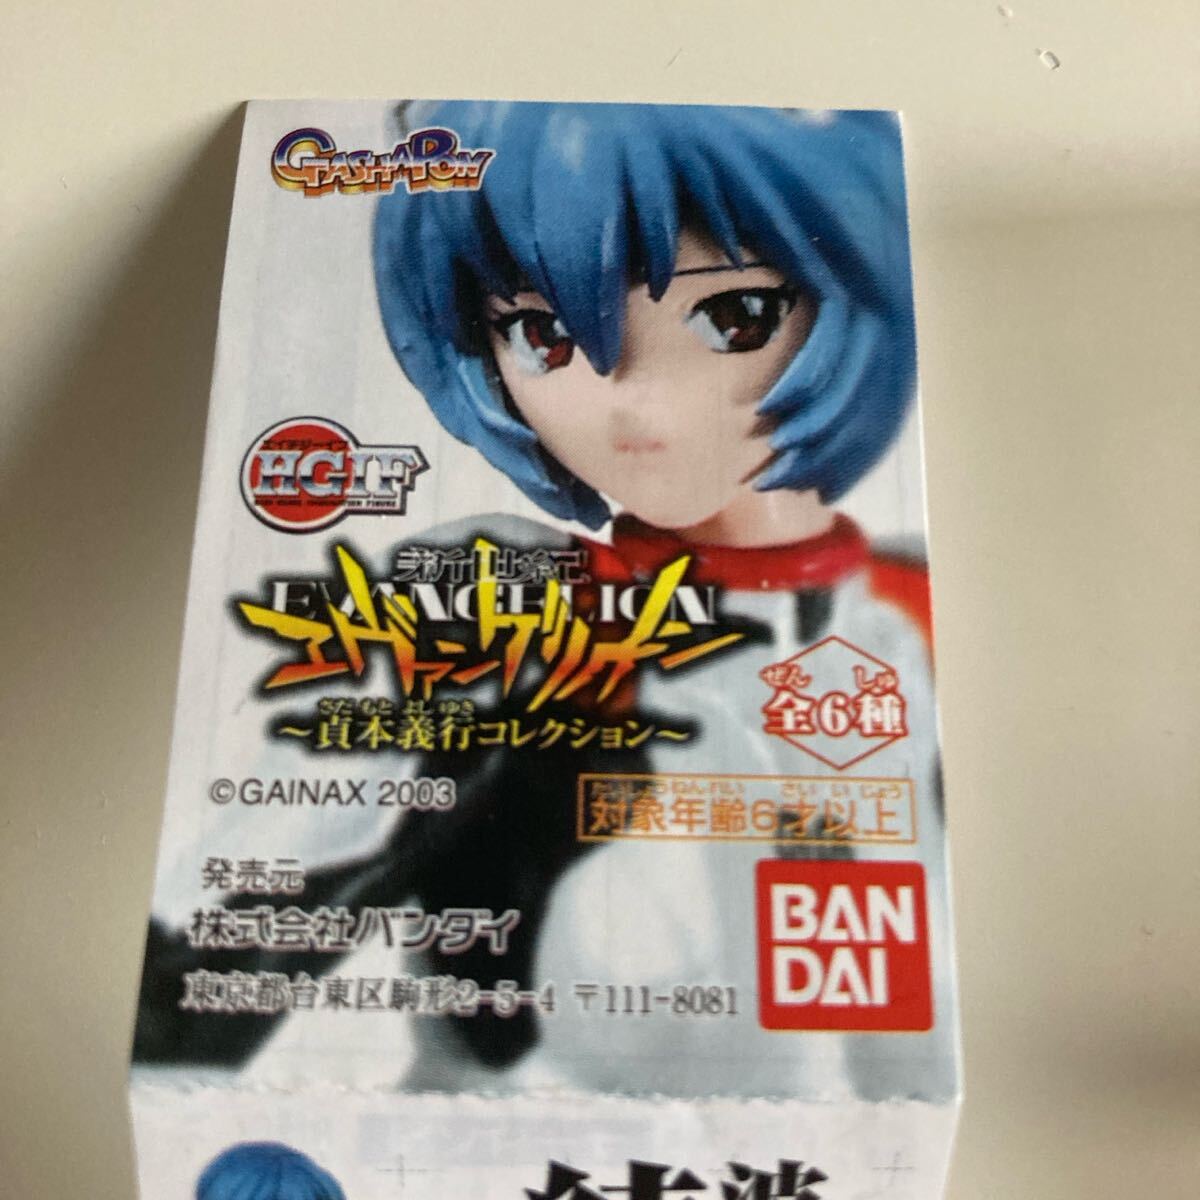 GASHAPON
エイチジーイフ
HGIF
新世紀
EVANGELION
エヴァンゲリオン
さだ もと よし ゆき
～貞本義行コレクション～
ぜん しゅ
全6種
©GAINAX 2003
たいしょうねんれい さい いじょう
対象年齢6才以上
発売元
株式会社バンダイ
BAN
DAI
東京都台東区駒形2-5-4 〒111-8081
綾波